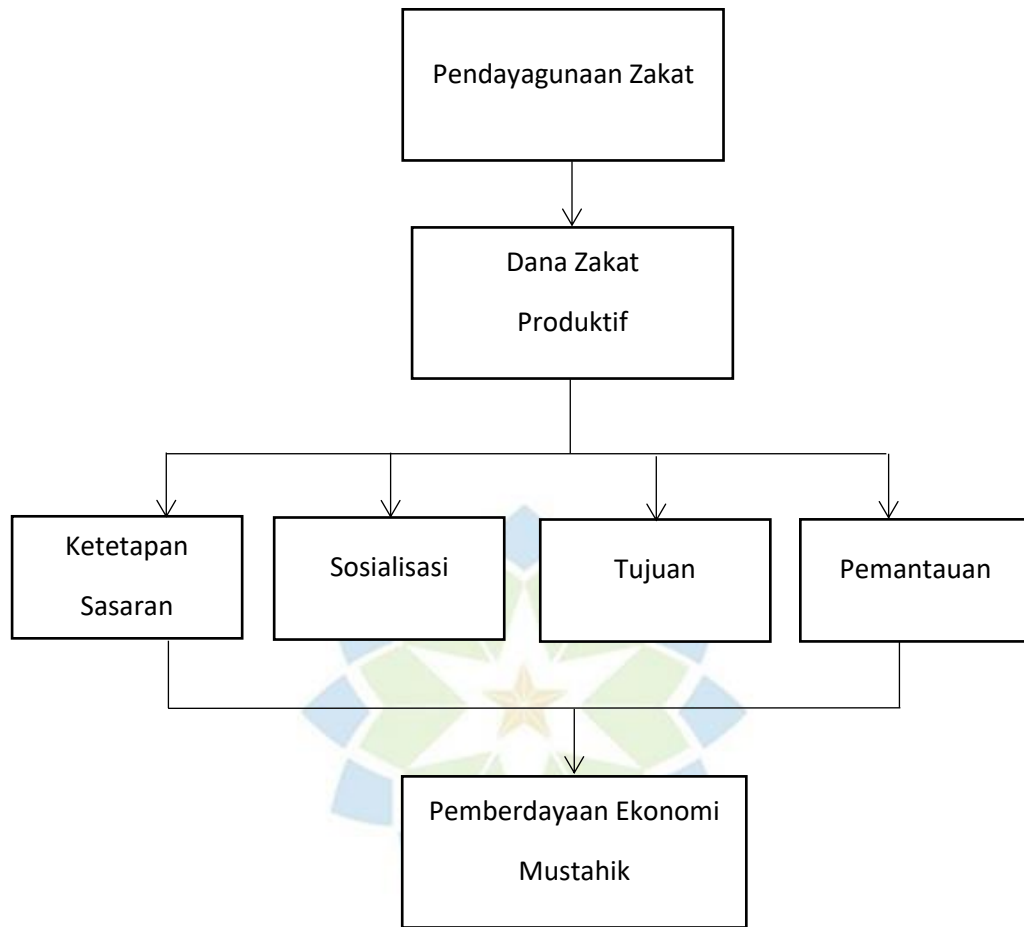 Pendayagunaan Zakat
Dana Zakat
Produktif
Ketetapan
Sasaran
Sosialisasi
Tujuan
Pemantauan
Pemberdayaan Ekonomi
Mustahik